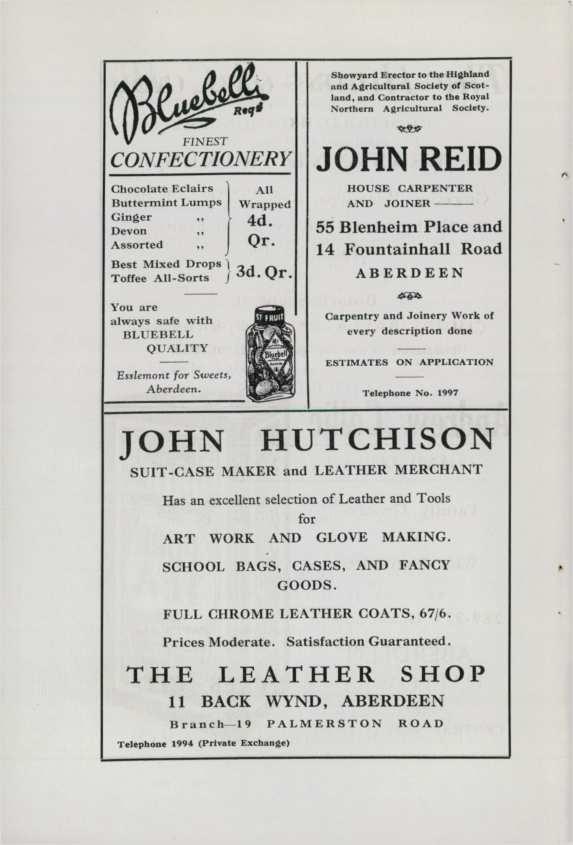 Bluebell
Regd
FINEST
CONFECTIONERY
Chocolate Eclairs
Buttermint Lumps
Ginger ,,
Devon ,,
Assorted ,,
All
Wrapped
4d.
Qr.
Best Mixed Drops
Toffee All-Sorts
3d. Qr.
You are
always safe with
BLUEBELL
QUALITY
Esslemont for Sweets,
Aberdeen.
ST FRUIT
Bluebell
Showyard Erector to the Highland
and Agricultural Society of Scot-
land, and Contractor to the Royal
Northern Agricultural Society.
JOHN REID
HOUSE CARPENTER
AND JOINER
55 Blenheim Place and
14 Fountainhall Road
ABERDEEN
Carpentry and Joinery Work of
every description done
ESTIMATES ON APPLICATION
Telephone No. 1997
JOHN HUTCHISON
SUIT-CASE MAKER and LEATHER MERCHANT
Has an excellent selection of Leather and Tools
for
ART WORK AND GLOVE MAKING.
SCHOOL BAGS, CASES, AND FANCY
GOODS.
FULL CHROME LEATHER COATS, 67/6.
Prices Moderate. Satisfaction Guaranteed.
THE LEATHER SHOP
11 BACK WYND, ABERDEEN
Branch—19 PALMERSTON ROAD
Telephone 1994 (Private Exchange)